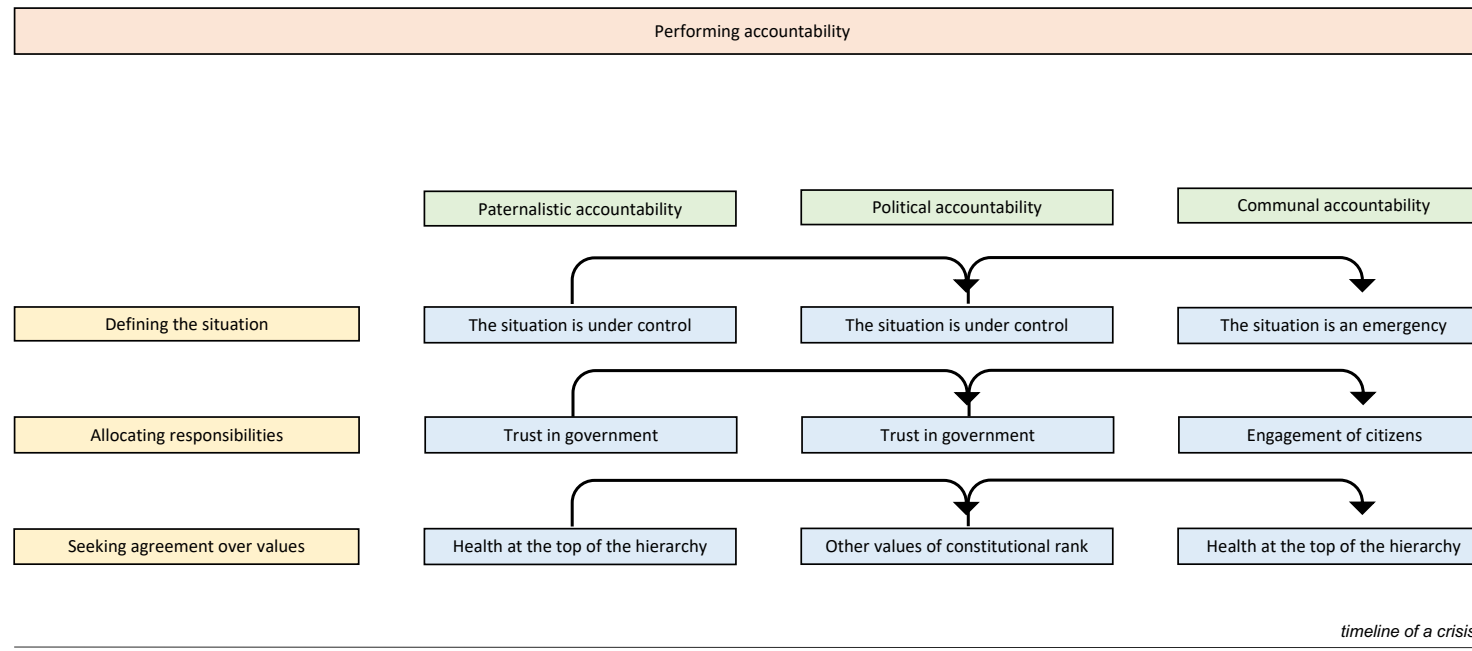 Performing accountability
Paternalistic accountability
Political accountability
Communal accountability
Defining the situation
The situation is under control
The situation is under control
The situation is an emergency
Allocating responsibilities
Trust in government
Trust in government
Engagement of citizens
Seeking agreement over values
Health at the top of the hierarchy
Other values of constitutional rank
Health at the top of the hierarchy
timeline of a crisis